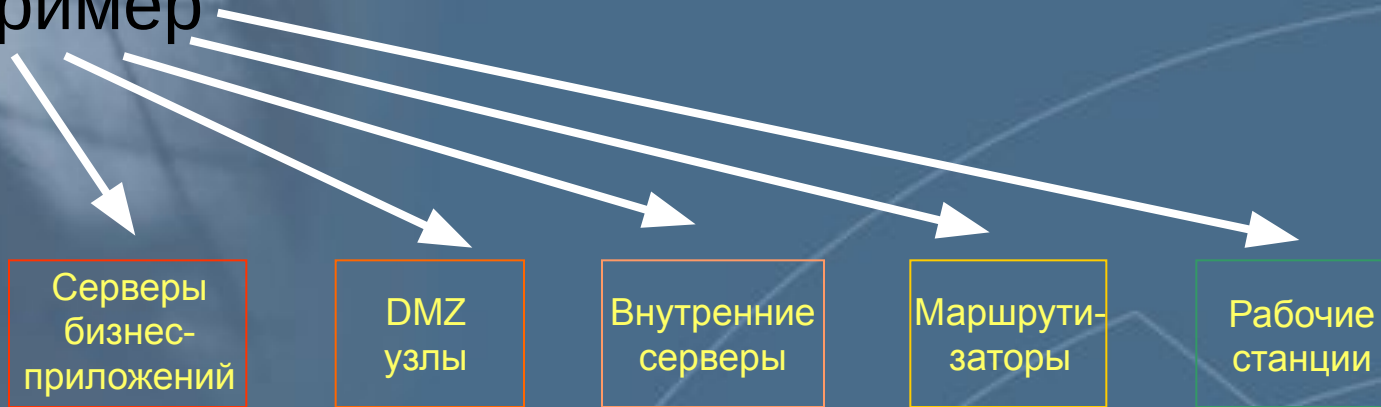 ример
Серверы
бизнес-
приложений
DMZ
узлы
Внутренние
серверы
Маршрути-
заторы
Рабочие
станции